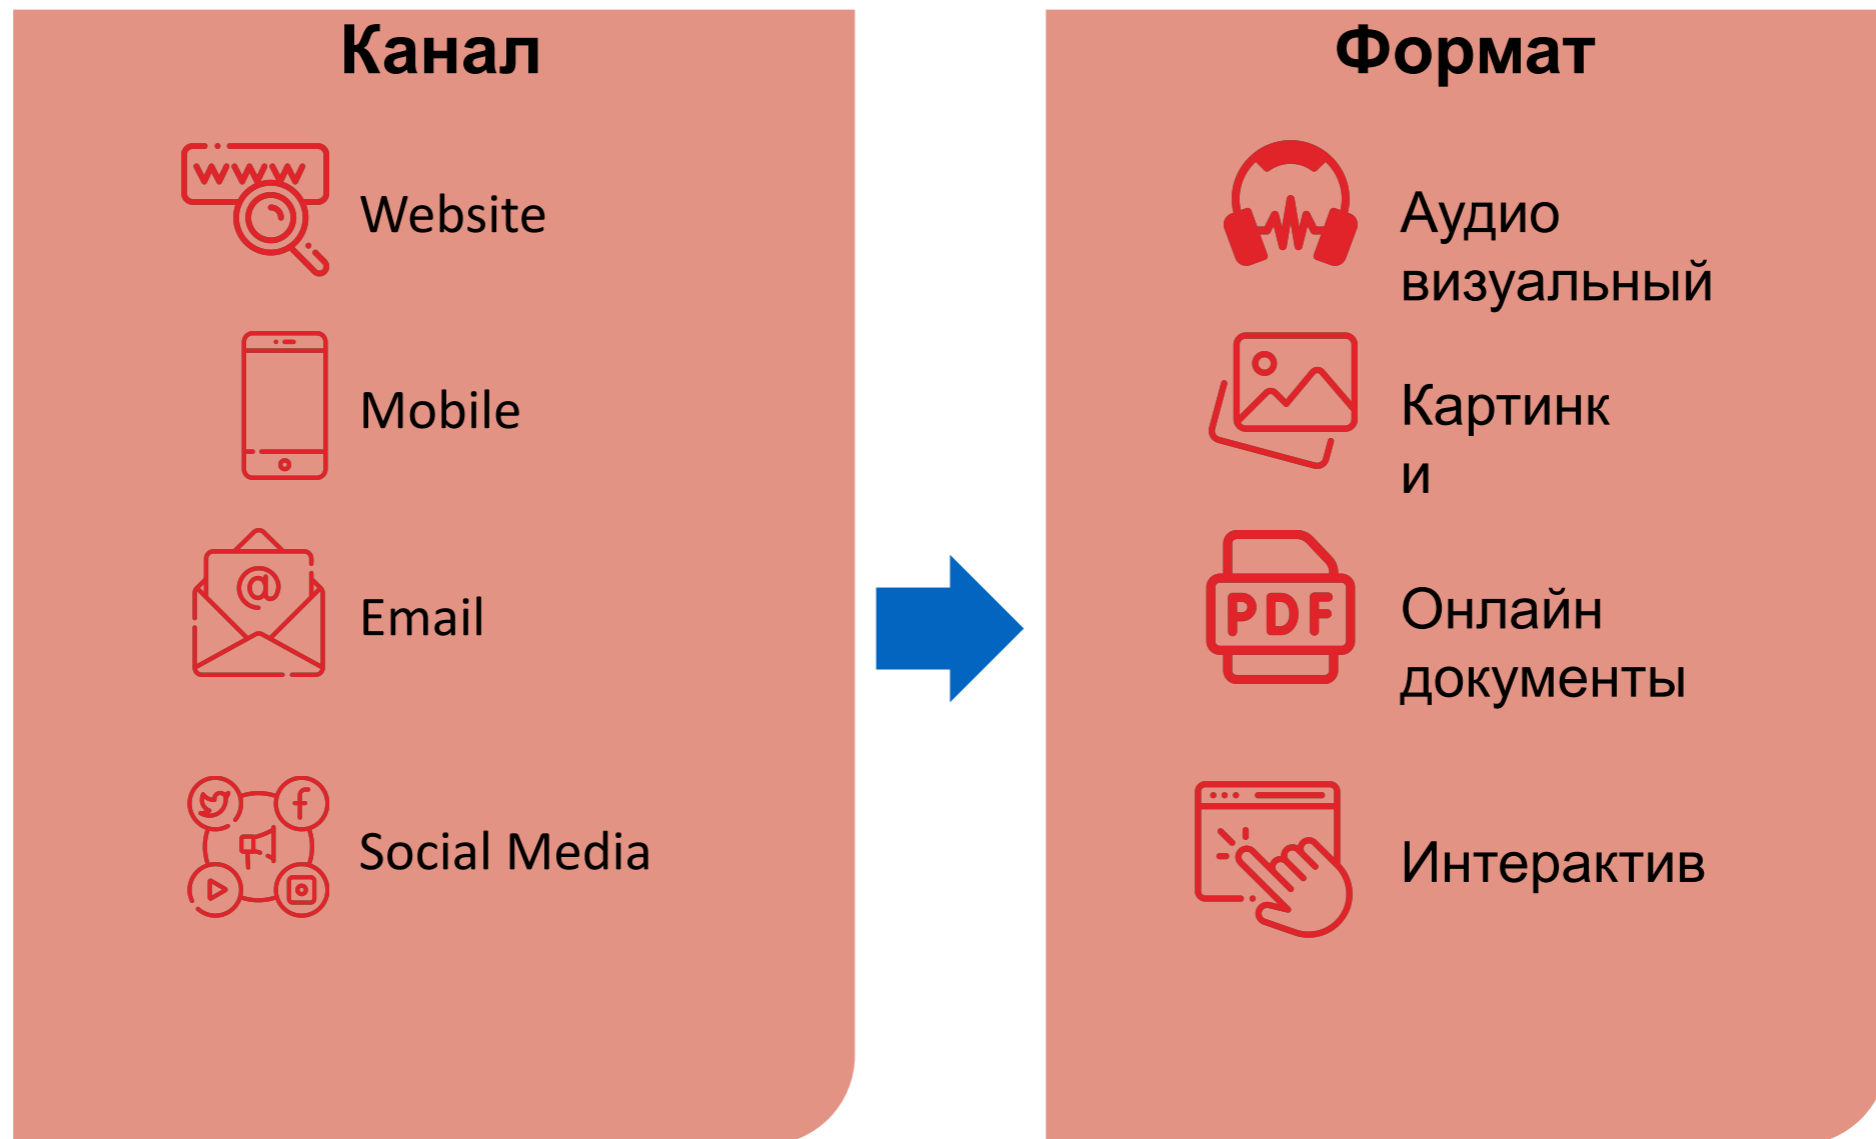 Канал
www
Website
Mobile
@
Email
f
Social Media
Формат
Аудио
визуальный
Картинк
и
PDF
Онлайн
документы
Интерактив